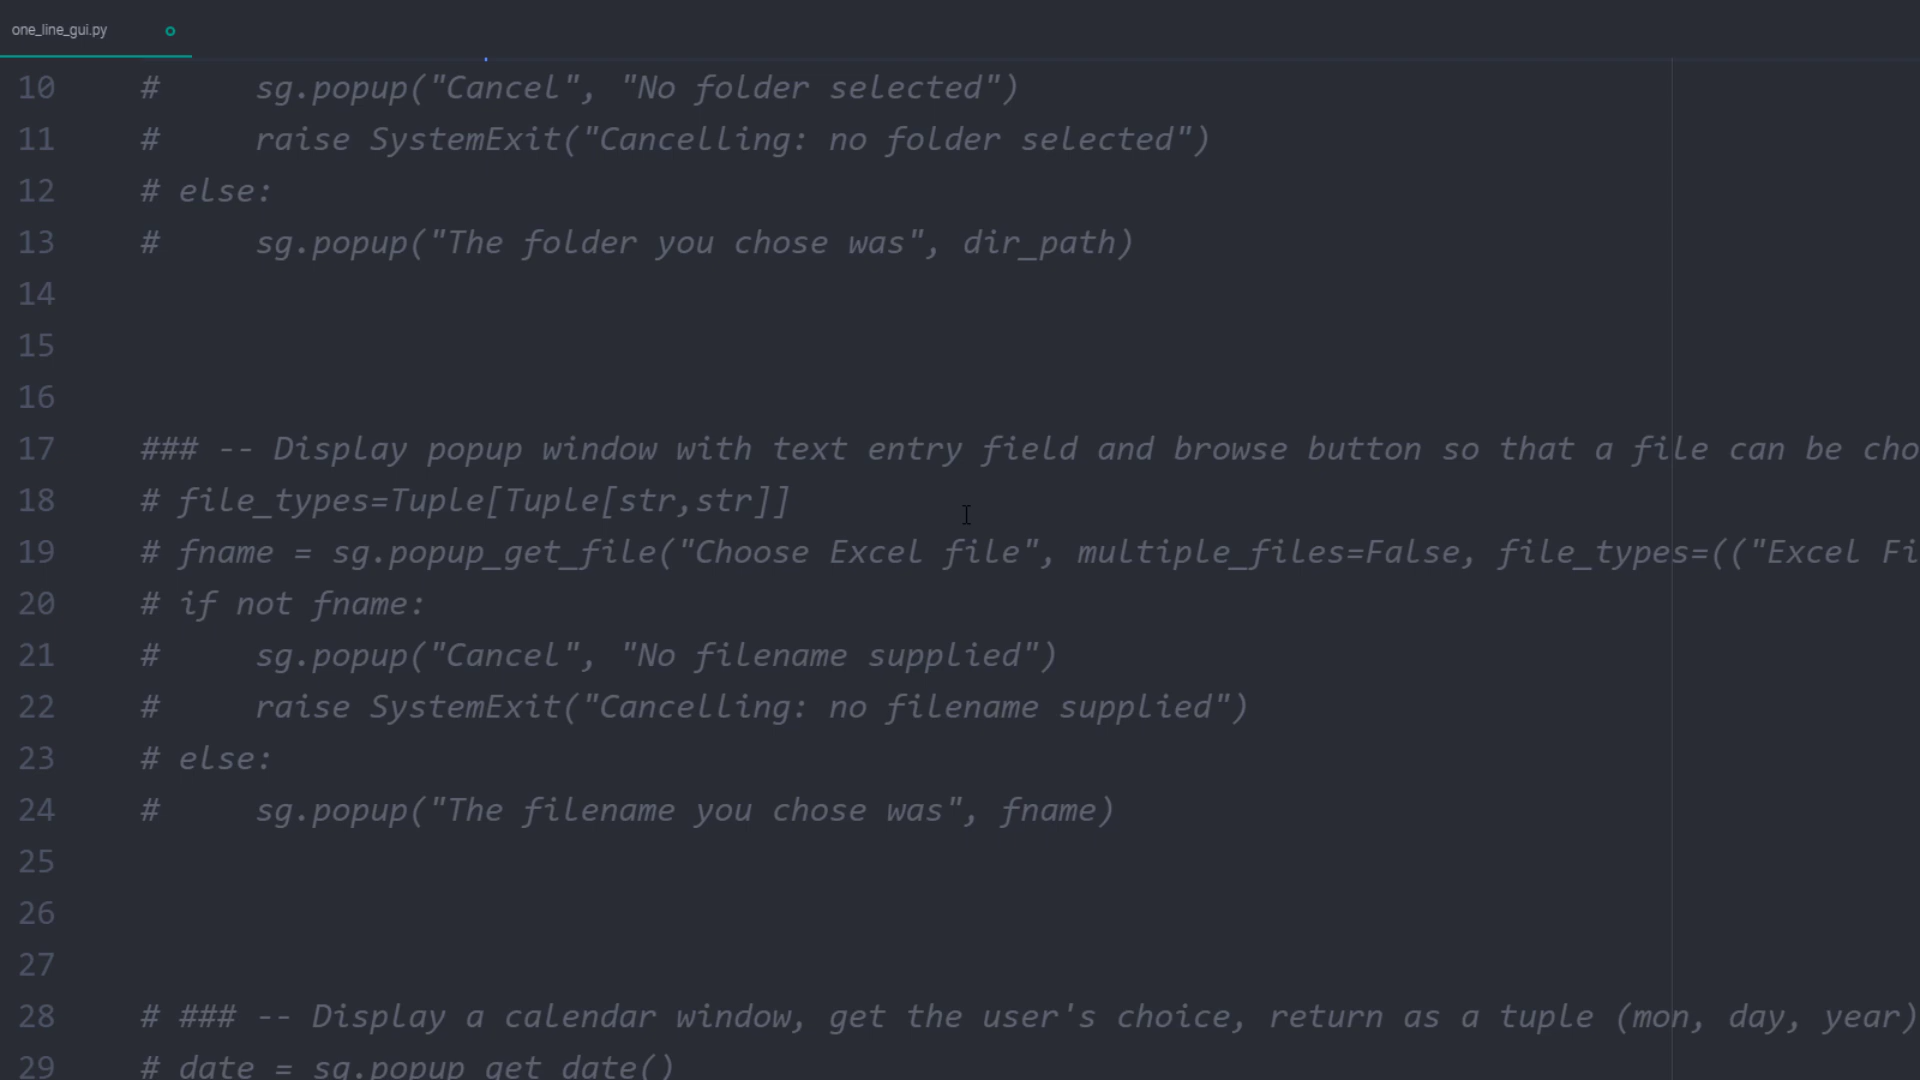 one_line_gui.py
10 #     sg.popup("Cancel", "No folder selected")
11 #     raise SystemExit("Cancelling: no folder selected")
12 # else:
13 #     sg.popup("The folder you chose was", dir_path)
14
15
16
17 ### -- Display popup window with text entry field and browse button so that a file can be cho
18 # file_types=Tuple[Tuple[str,str]]
19 # fname = sg.popup_get_file("Choose Excel file", multiple_files=False, file_types=(("Excel Fi
20 # if not fname:
21 #     sg.popup("Cancel", "No filename supplied")
22 #     raise SystemExit("Cancelling: no filename supplied")
23 # else:
24 #     sg.popup("The filename you chose was", fname)
25
26
27
28 # ### -- Display a calendar window, get the user's choice, return as a tuple (mon, day, year)
29 # date = sg.popup_get_date()